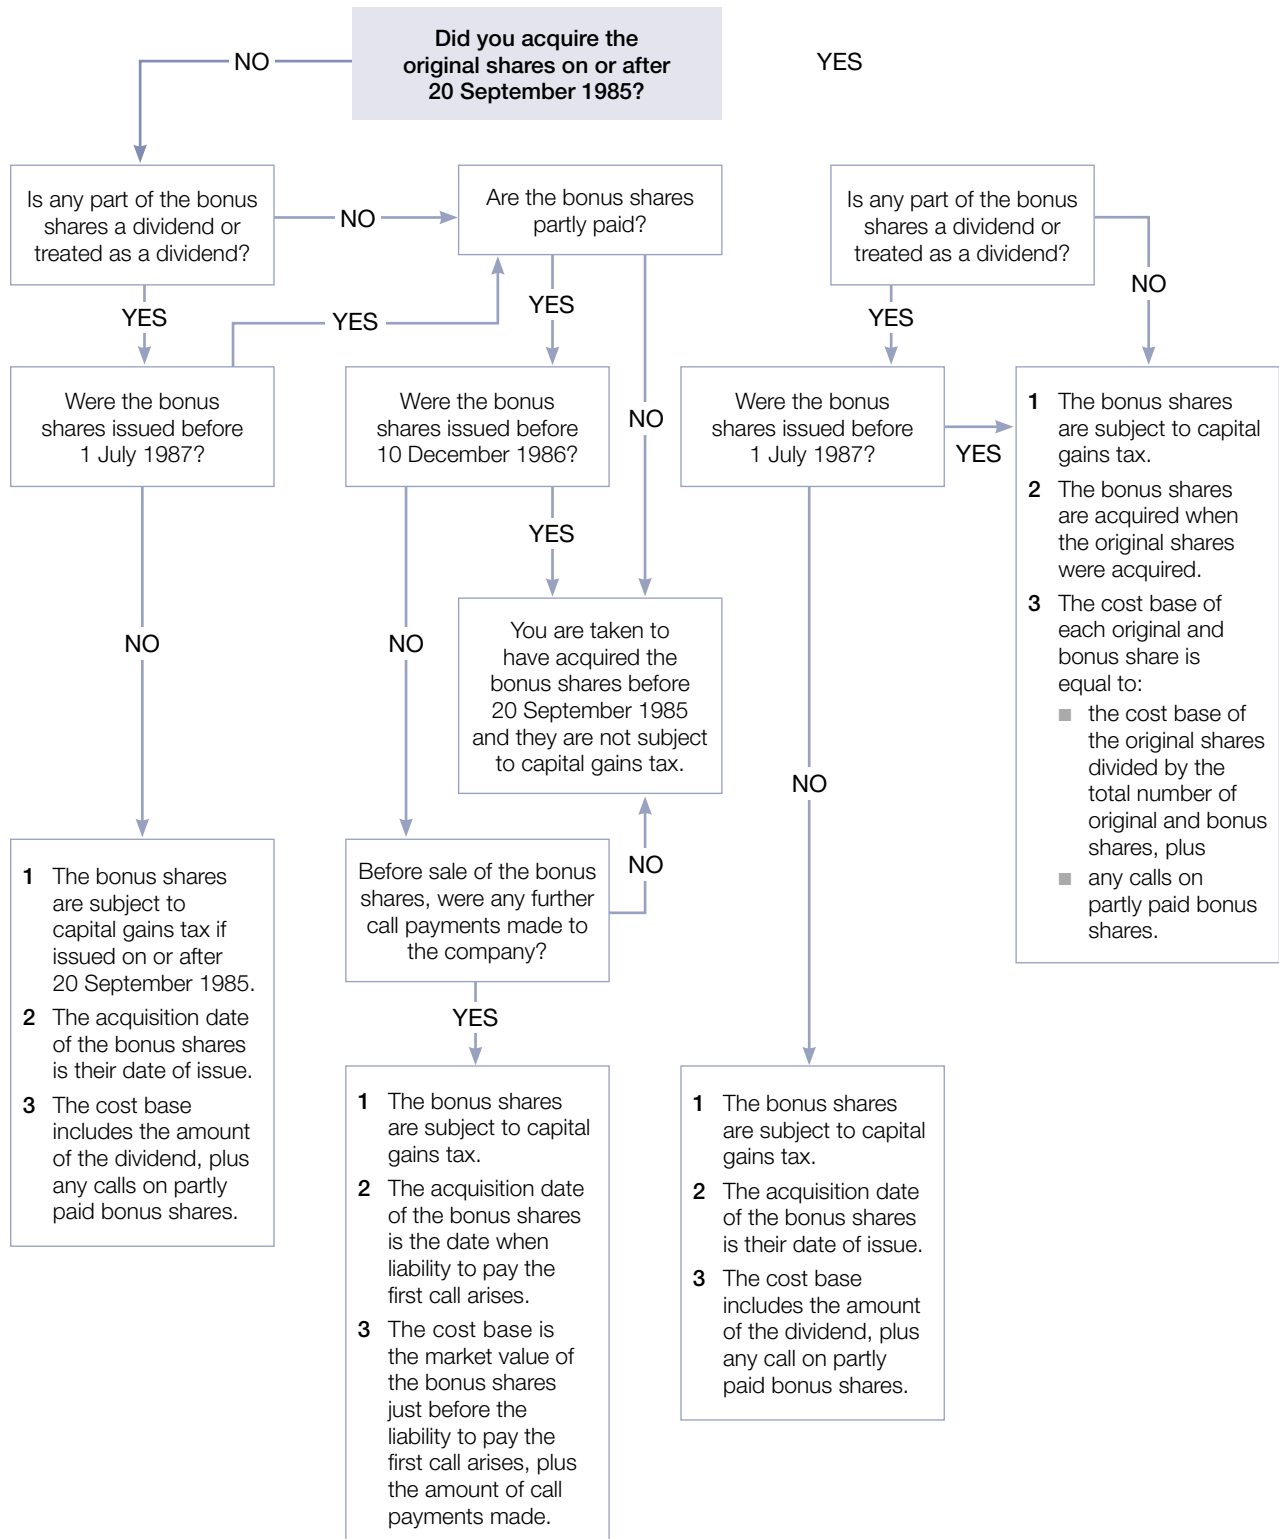 Did you acquire the
original shares on or after
20 September 1985?
NO
YES
Is any part of the bonus
shares a dividend or
treated as a dividend?
NO
Are the bonus shares
partly paid?
Is any part of the bonus
shares a dividend or
treated as a dividend?
YES
YES
YES
NO
YES
NO
YES
Were the bonus
shares issued before
1 July 1987?
Were the bonus
shares issued before
10 December 1986?
Were the bonus
shares issued before
1 July 1987?
YES
NO
NO
YES
NO
You are taken to
have acquired the
bonus shares before
20 September 1985
and they are not subject
to capital gains tax.
1 The bonus shares
are subject to capital
gains tax.
2 The bonus shares
are acquired when
the original shares
were acquired.
3 The cost base of
each original and
bonus share is
equal to:
■ the cost base of
the original shares
divided by the
total number of
original and bonus
shares, plus
■ any calls on
partly paid bonus
shares.
1 The bonus shares
are subject to
capital gains tax if
issued on or after
20 September 1985.
2 The acquisition date
of the bonus shares
is their date of issue.
3 The cost base
includes the amount
of the dividend, plus
any calls on partly
paid bonus shares.
Before sale of the bonus
shares, were any further
call payments made to
the company?
NO
YES
1 The bonus shares
are subject to capital
gains tax.
2 The acquisition date
of the bonus shares
is the date when
liability to pay the
first call arises.
3 The cost base is
the market value of
the bonus shares
just before the
liability to pay the
first call arises, plus
the amount of call
payments made.
1 The bonus shares
are subject to capital
gains tax.
2 The acquisition date
of the bonus shares
is their date of issue.
3 The cost base
includes the amount
of the dividend, plus
any call on partly
paid bonus shares.